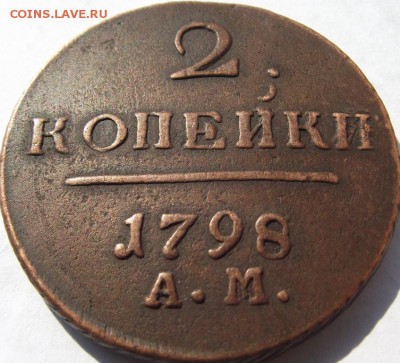 COINS.LAVE.RU
2
КОПЕЙКИ
1798
А.М.